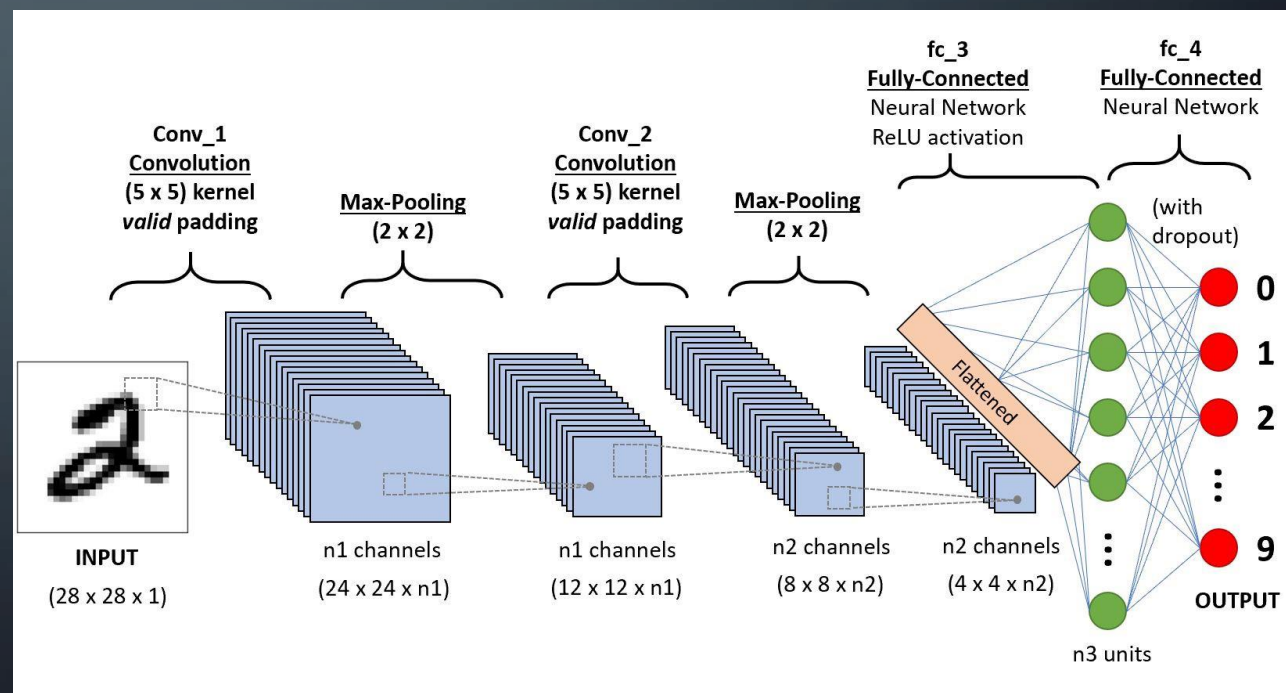 fc_3
Fully-Connected
Neural Network
ReLU activation
fc_4
Fully-Connected
Neural Network
Conv_1
Convolution
(5 x 5) kernel
valid padding
Max-Pooling
(2 x 2)
Conv_2
Convolution
(5 x 5) kernel
valid padding
Max-Pooling
(2 x 2)
(with
dropout)
Flattened
0
1
2
9
INPUT
(28 x 28 x 1)
n1 channels
(24 x 24 x n1)
n1 channels
(12 x 12 x n1)
n2 channels
(8 x 8 x n2)
n2 channels
(4 x 4 x n2)
n3 units
OUTPUT